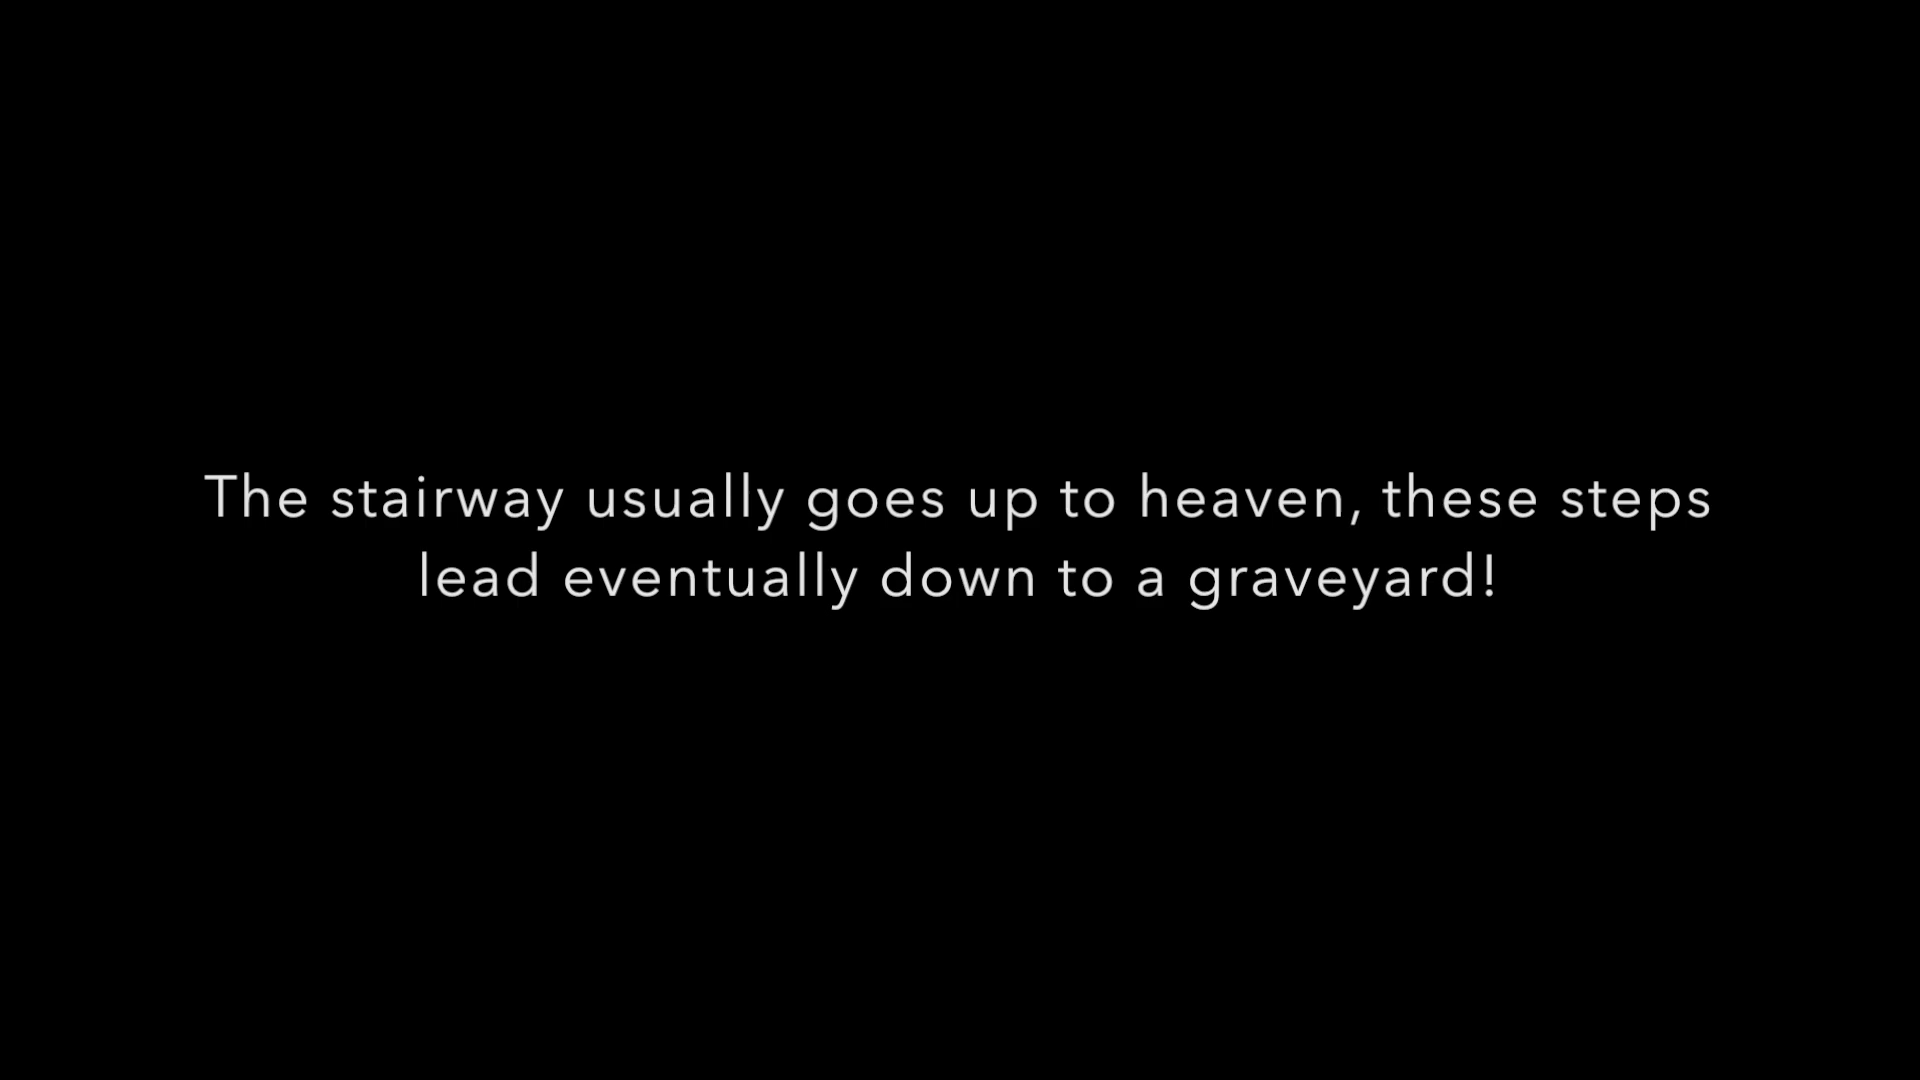 The stairway usually goes up to heaven, these steps
lead eventually down to a graveyard!